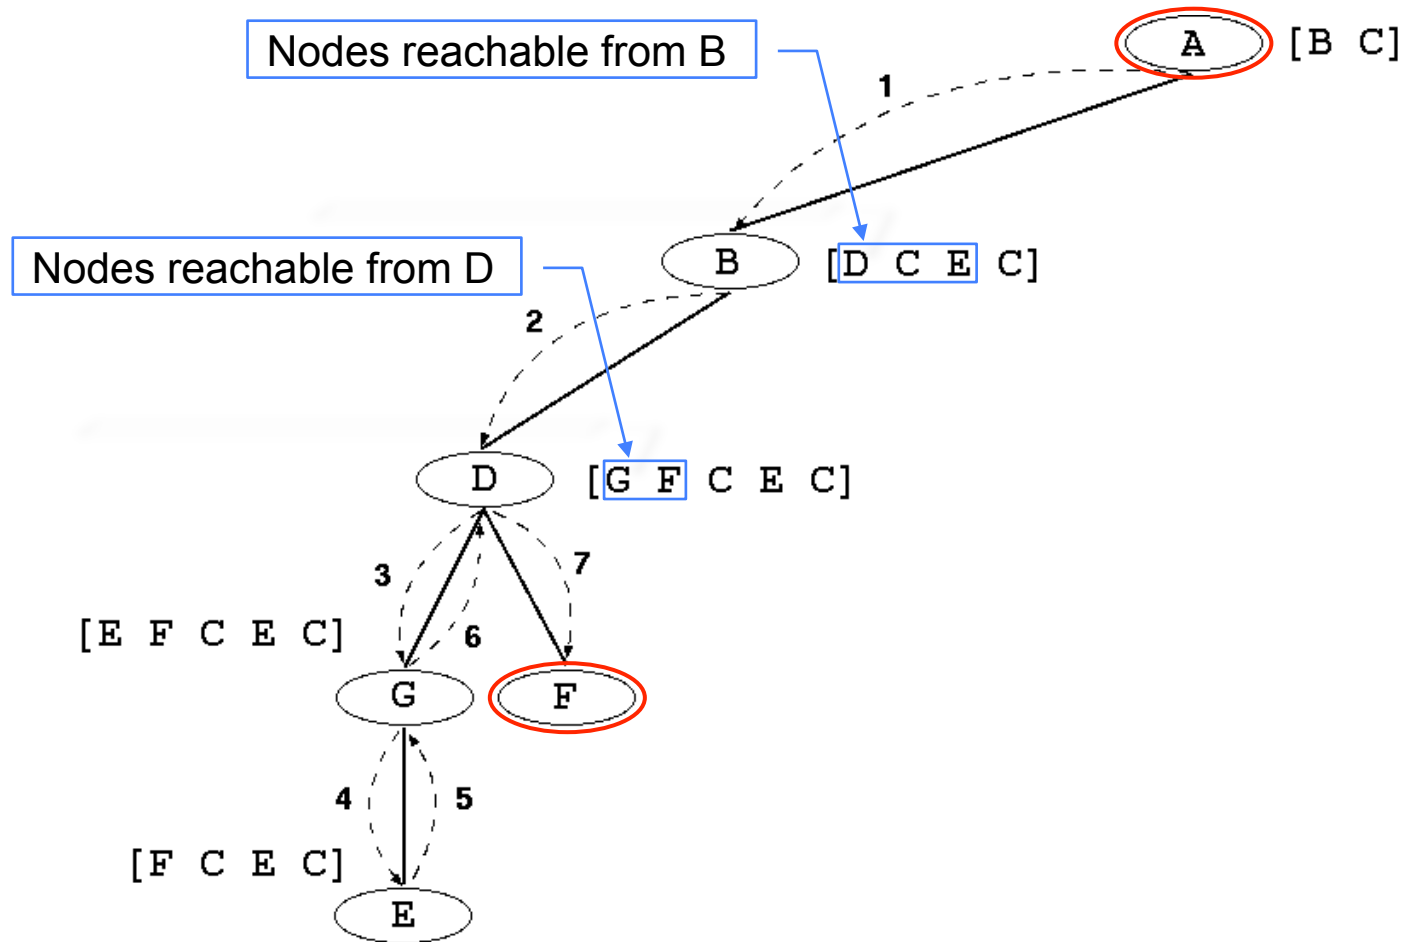 Nodes reachable from B
A [B C]
1
Nodes reachable from D
B [D C E C]
2
D [G F C E C]
3 7
[E F C E C] 6
G F
4 5
[F C E C]
E